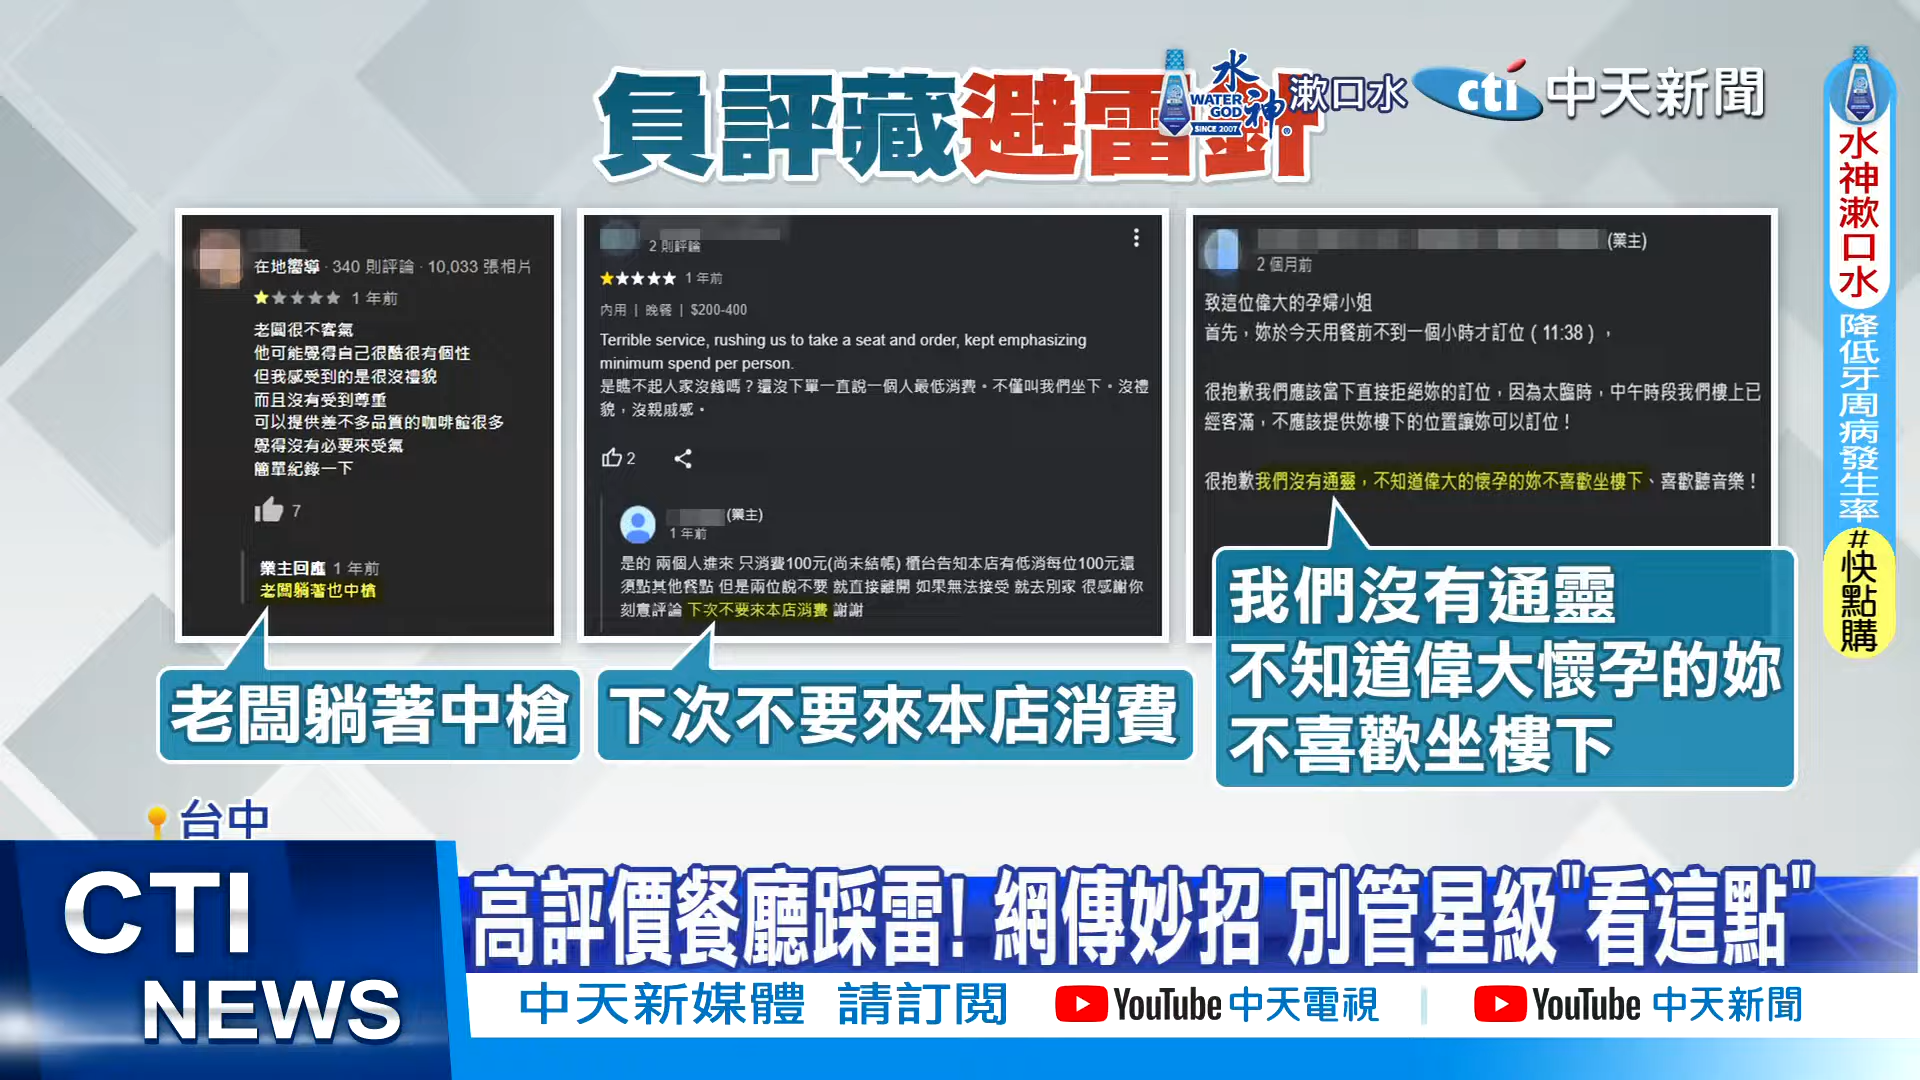 負評藏避雷針
水神
WATER GOD
SINCE 2007
漱口水
cti 中天新聞
在地嚮導 · 340 則評論 · 10,033 張相片
1 年前
老闆很不客氣
他可能覺得自己很酷很有個性
但我感受到的是很沒禮貌
而且沒有受到尊重
可以提供差不多品質的咖啡館很多
覺得沒有必要來受氣
簡單紀錄一下
7
業主回應 1 年前
老闆躺著也中槍
老闆躺著中槍
2 則評論
1 年前
內用 | 晚餐 | $200-400
Terrible service, rushing us to take a seat and order, kept emphasizing
minimum spend per person.
是瞧不起人家沒錢嗎？還沒下單一直說一個人最低消費。不僅叫我們坐下。沒禮
貌，沒親戚感。
2
(業主)
1 年前
是的 兩個人進來 只消費100元(尚未結帳) 櫃台告知本店有低消每位100元還
須點其他餐點 但是兩位說不要 就直接離開 如果無法接受 就去別家 很感謝你
刻意評論 下次不要來本店消費 謝謝
下次不要來本店消費
(業主)
2 個月前
致這位偉大的孕婦小姐
首先，妳於今天用餐前不到一個小時才訂位（11:38），
很抱歉我們應該當下直接拒絕妳的訂位，因為太臨時，中午時段我們樓上已
經客滿，不應該提供妳樓下的位置讓妳可以訂位！
很抱歉我們沒有通靈，不知道偉大的懷孕的妳不喜歡坐樓下、喜歡聽音樂！
我們沒有通靈
不知道偉大懷孕的妳
不喜歡坐樓下
水神漱口水
降低牙周病發生率
#快點購
台中
CTI
NEWS
高評價餐廳踩雷! 網傳妙招 別管星級"看這點"
中天新媒體 請訂閱 YouTube 中天電視 | YouTube 中天新聞